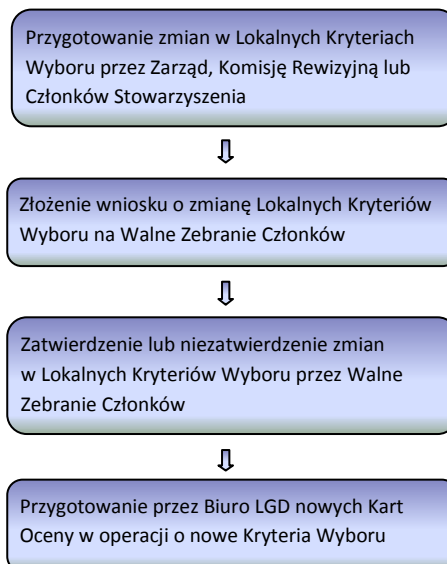 Przygotowanie zmian w Lokalnych Kryteriach
Wyboru przez Zarząd, Komisję Rewizyjną lub
Członków Stowarzyszenia
Złożenie wniosku o zmianę Lokalnych Kryteriów
Wyboru na Walne Zebranie Członków
Zatwierdzenie lub niezatwierdzenie zmian
w Lokalnych Kryteriów Wyboru przez Walne
Zebranie Członków
Przygotowanie przez Biuro LGD nowych Kart
Oceny w operacji o nowe Kryteria Wyboru